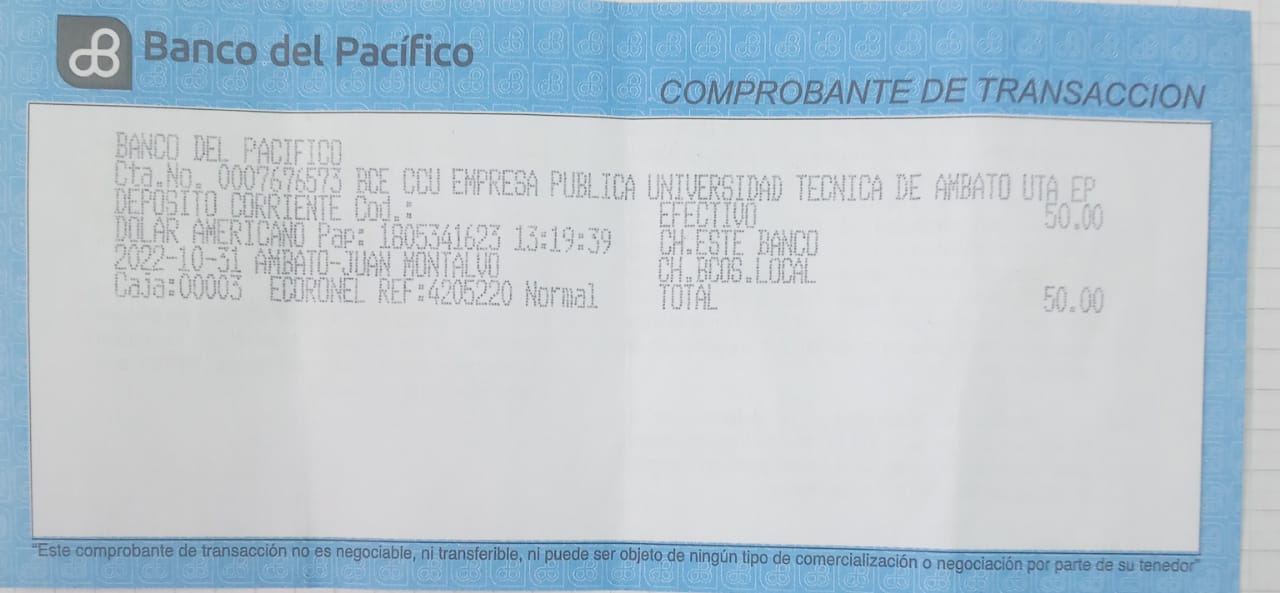 Banco del Pacífico
COMPROBANTE DE TRANSACCION
BANCO DEL PACIFICO
Cta.No. 0007676573 BCE CCU EMPRESA PUBLICA UNIVERSIDAD TECNICA DE AMBATO UTA EP
DEPOSITO CORRIENTE Cod.: EFECTIVO 50.00
DOLAR AMERICANO Pap: 1805341623 13:19:39 CH.ESTE BANCO
2022-10-31 AMBATO-JUAN MONTALVO CH.BCOS.LOCAL
Caja:00003 ECORONEL REF:4205220 Normal TOTAL 50.00
"Este comprobante de transacción no es negociable, ni transferible, ni puede ser objeto de ningún tipo de comercialización o negociación por parte de su tenedor"